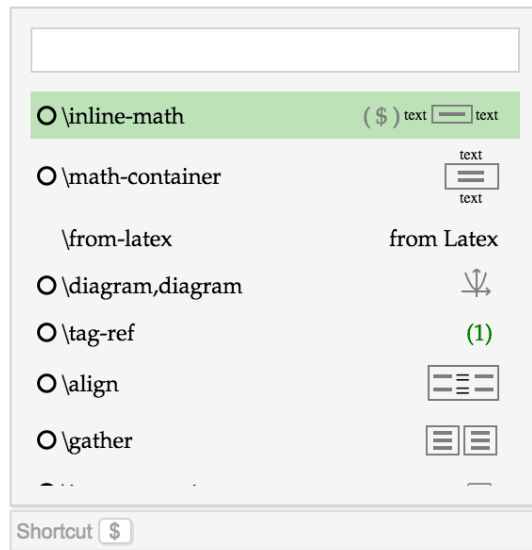 \inline-math ($) text text
text
\math-container
text
\from-latex from Latex
\diagram,diagram
\tag-ref (1)
\align
\gather
Shortcut $